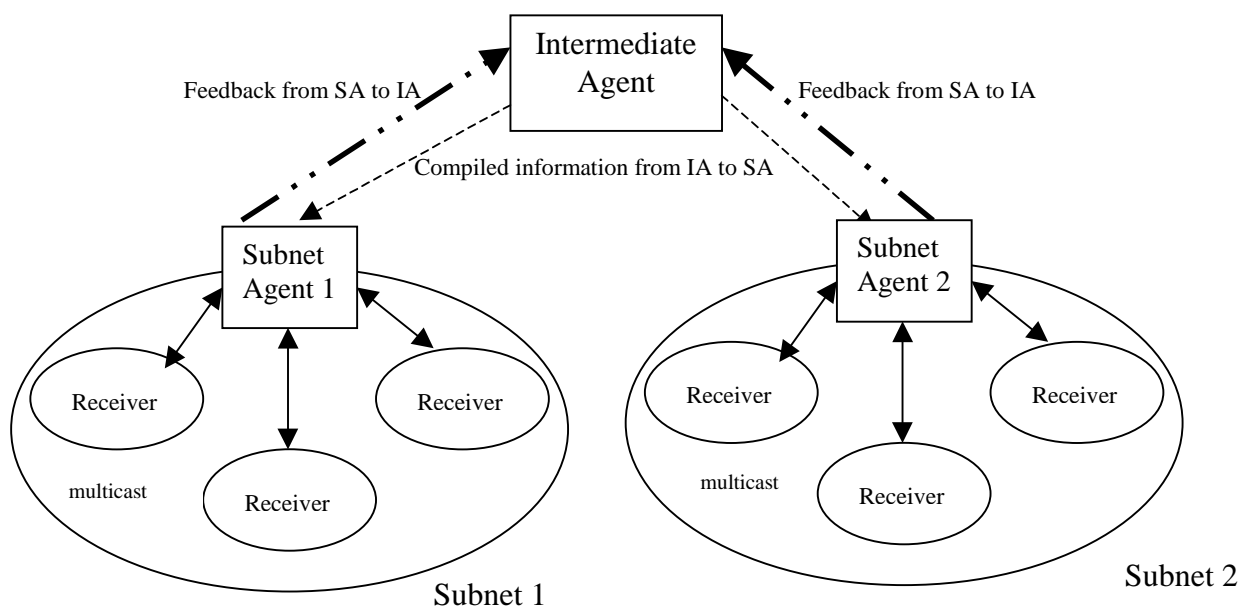 Intermediate
Agent
Feedback from SA to IA
Feedback from SA to IA
Compiled information from IA to SA
Subnet
Agent 1
Subnet
Agent 2
Receiver
Receiver
Receiver
multicast
Receiver
Receiver
Receiver
multicast
Subnet 1
Subnet 2